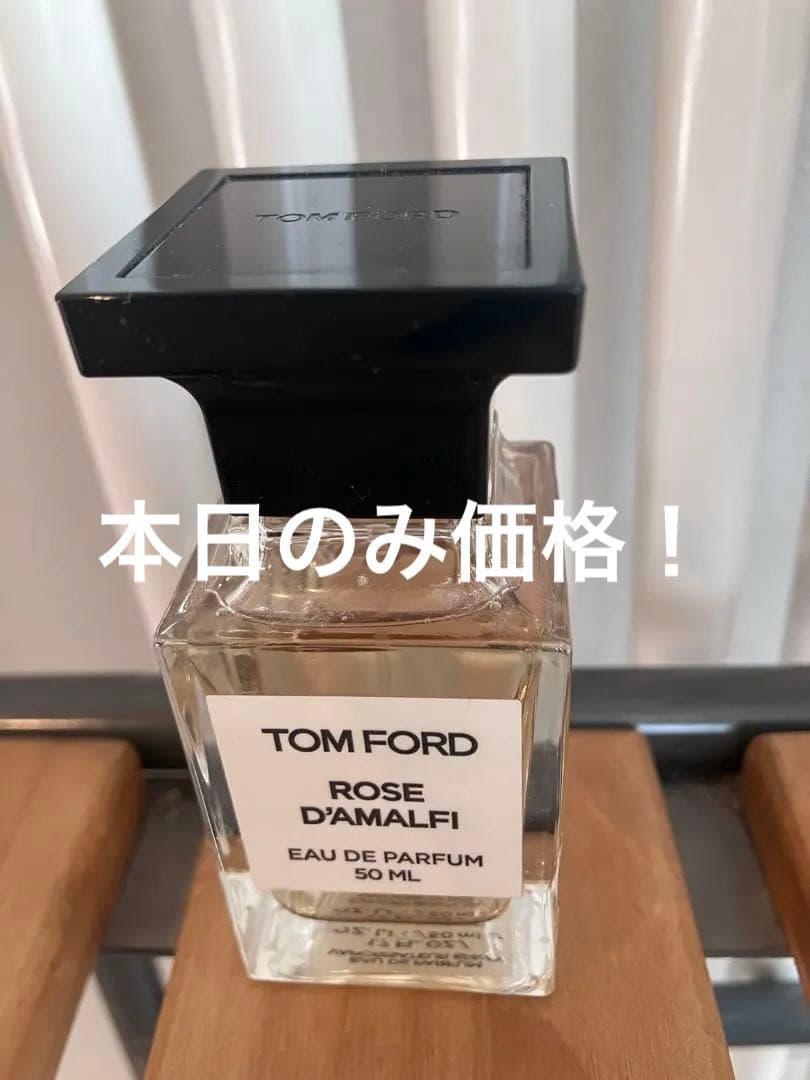 TOM FORD
本日のみ価格！
TOM FORD
ROSE
D'AMALFI
EAU DE PARFUM
50 ML